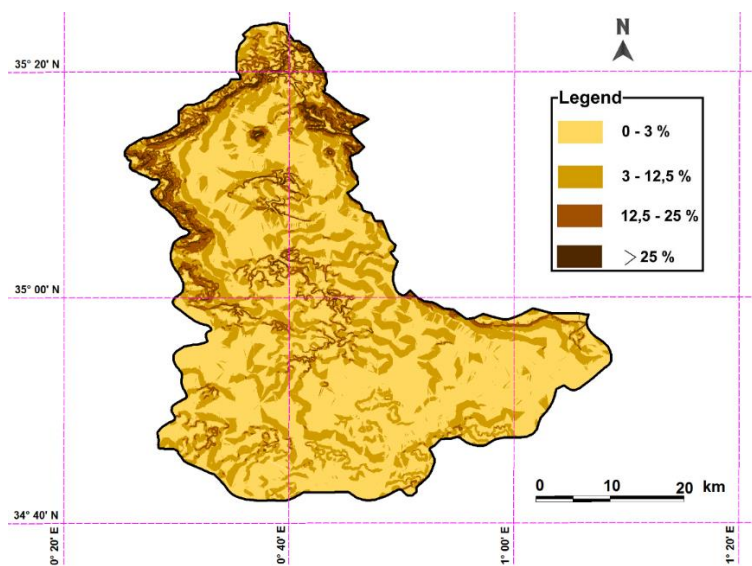 N
35° 20' N
Legend
0 - 3 %
3 - 12,5 %
12,5 - 25 %
> 25 %
35° 00' N
0 10 20 km
34° 40' N
0° 20' E
0° 40' E
1° 00' E
1° 20' E